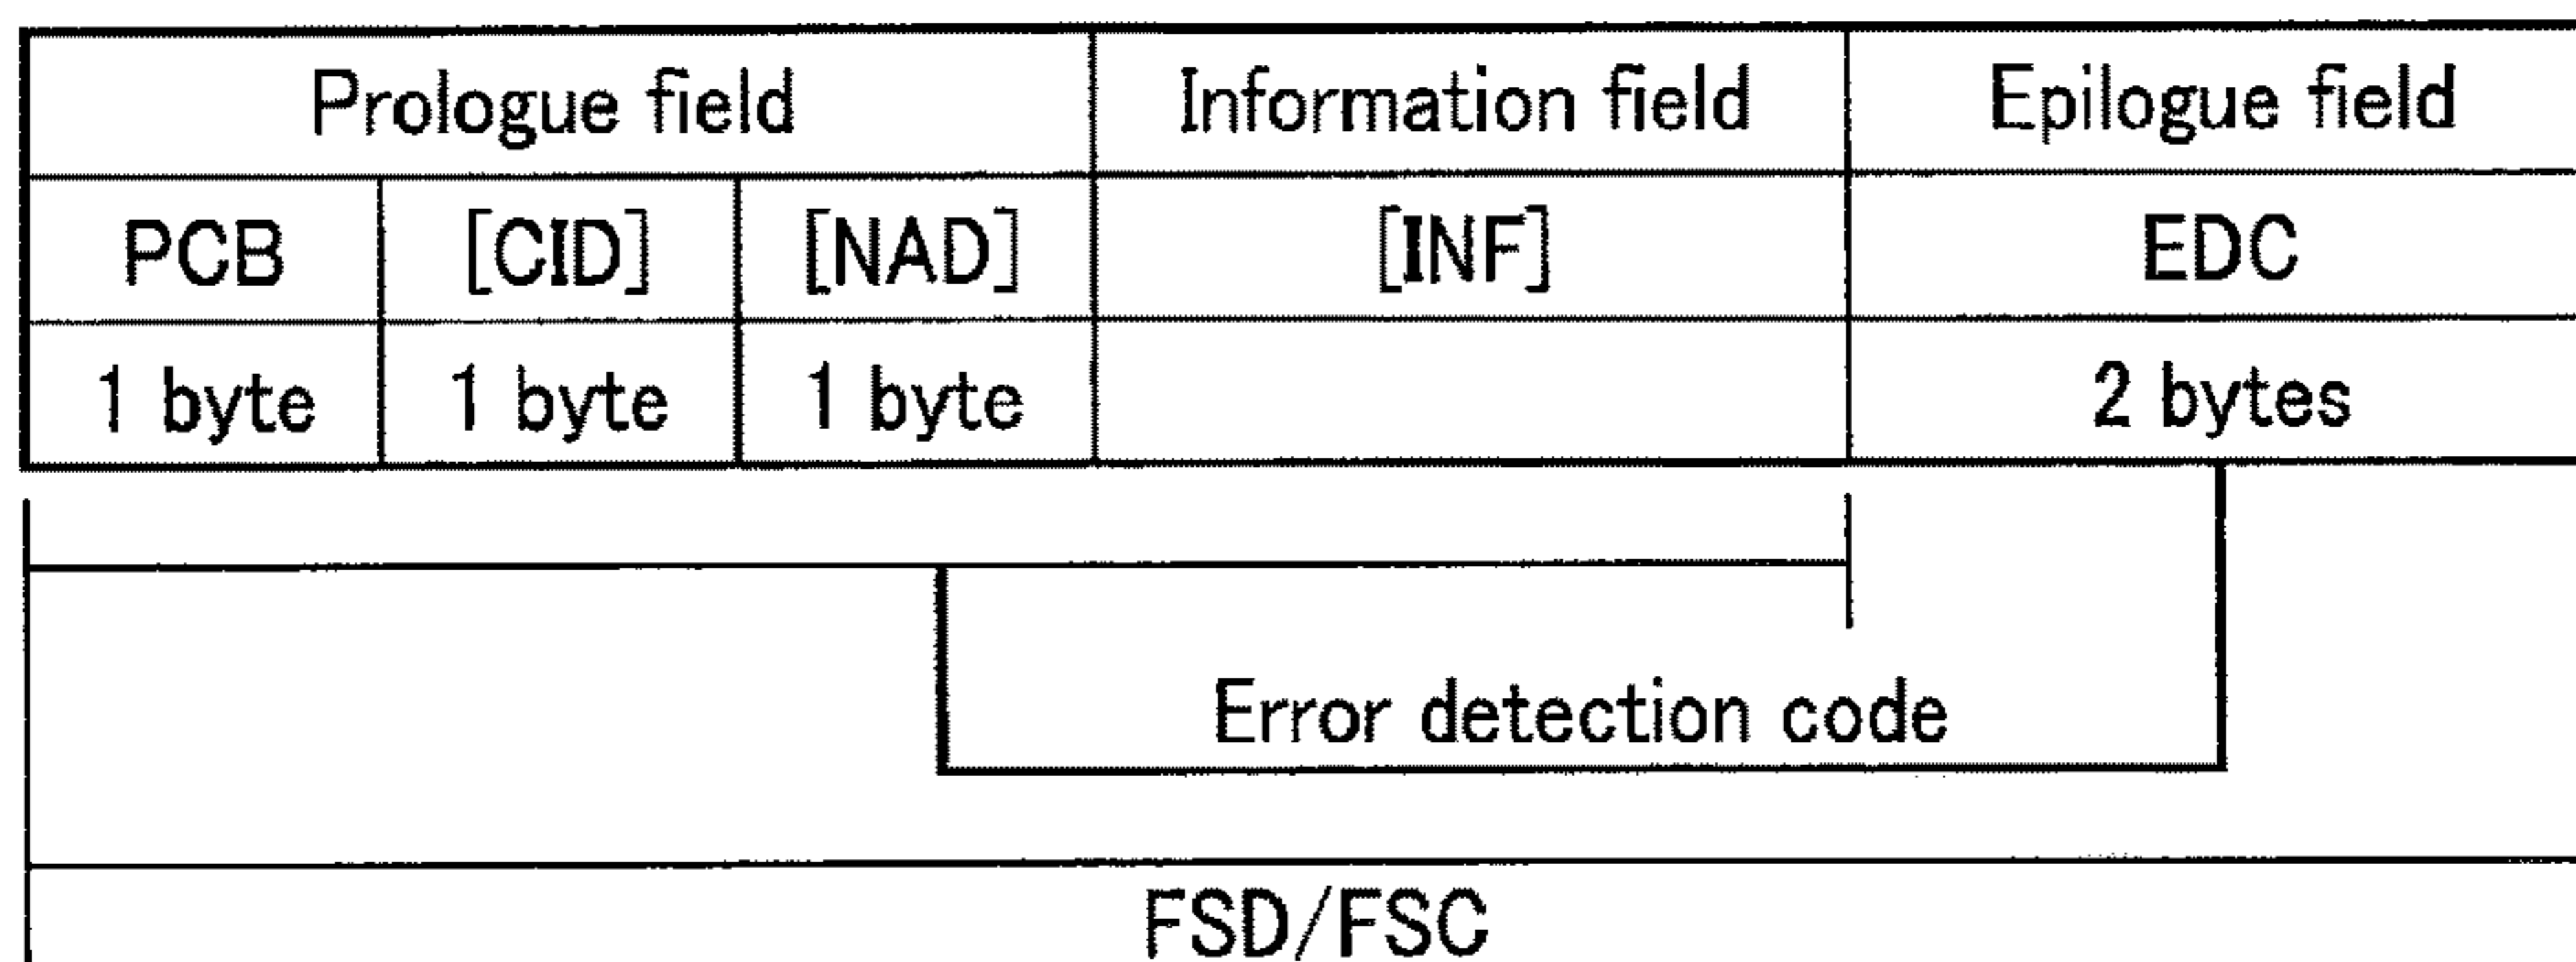 Prologue field Information field Epilogue field
PCB [CID] [NAD] [INF] EDC
1 byte 1 byte 1 byte 2 bytes
Error detection code
FSD/FSC